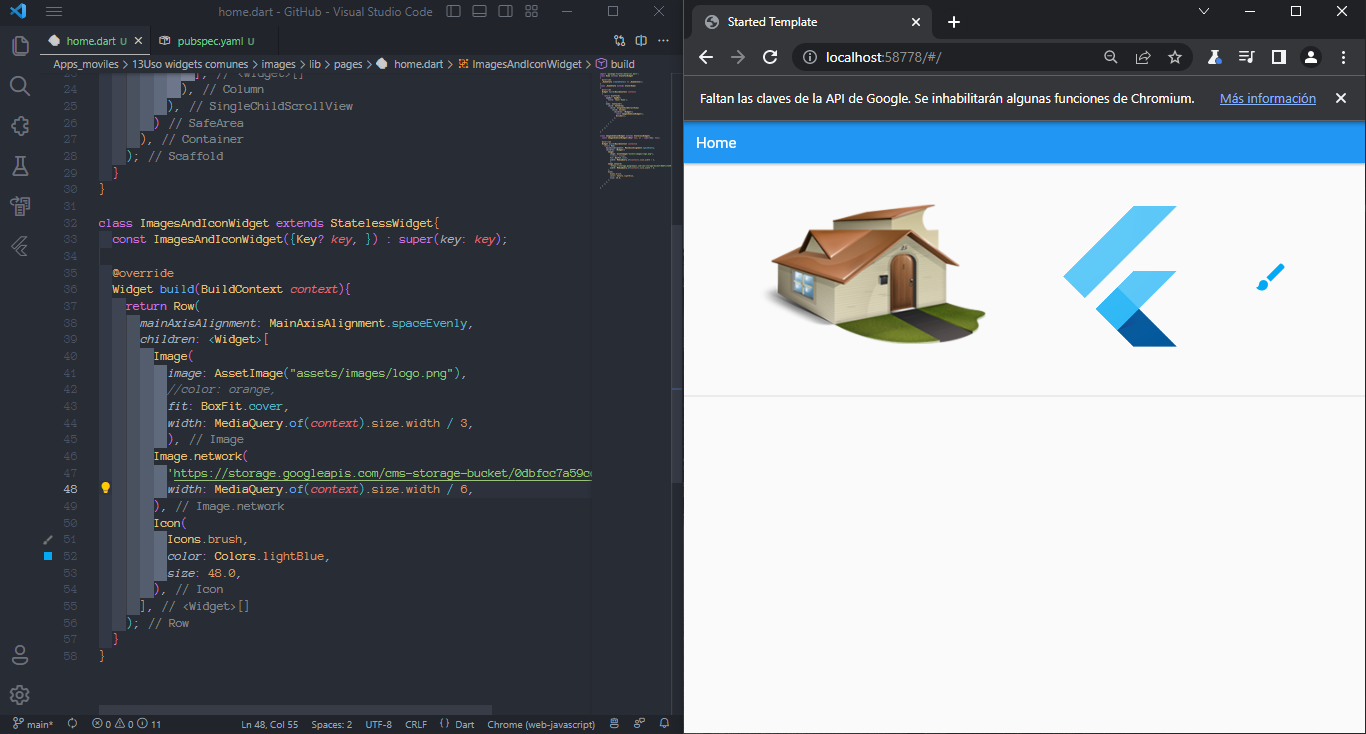 home.dart - GitHub - Visual Studio Code
home.dart U
pubspec.yaml U
Apps_moviles > 13Uso widgets comunes > images > lib > pages > home.dart > ImagesAndIconWidget > build
24 ), // Column
25 ), // SingleChildScrollView
26 ) // SafeArea
27 ), // Container
28 ); // Scaffold
29 }
30 }
31
32 class ImagesAndIconWidget extends StatelessWidget{
33 const ImagesAndIconWidget({Key? key, }) : super(key: key);
34
35 @override
36 Widget build(BuildContext context){
37 return Row(
38 mainAxisAlignment: MainAxisAlignment.spaceEvenly,
39 children: <Widget>[
40 Image(
41 image: AssetImage("assets/images/logo.png"),
42 //color: orange,
43 fit: BoxFit.cover,
44 width: MediaQuery.of(context).size.width / 3,
45 ), // Image
46 Image.network(
47 'https://storage.googleapis.com/cms-storage-bucket/0dbfcc7a59c
48 width: MediaQuery.of(context).size.width / 6,
49 ), // Image.network
50 Icon(
51 Icons.brush,
52 color: Colors.lightBlue,
53 size: 48.0,
54 ), // Icon
55 ], // <Widget>[]
56 ); // Row
57 }
58 }
main*
0 0 11
Ln 48, Col 55
Spaces: 2
UTF-8
CRLF
Dart
Chrome (web-javascript)
Started Template
localhost:58778/#/
Faltan las claves de la API de Google. Se inhabilitarán algunas funciones de Chromium.
Más información
Home